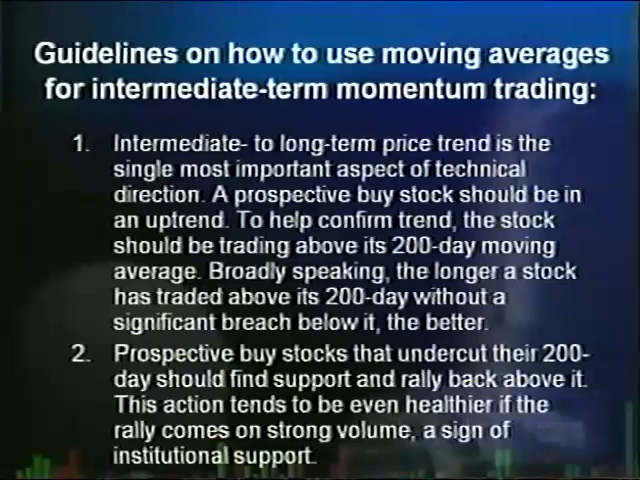 Guidelines on how to use moving averages
for intermediate-term momentum trading:
1. Intermediate- to long-term price trend is the
single most important aspect of technical
direction. A prospective buy stock should be in
an uptrend. To help confirm trend, the stock
should be trading above its 200-day moving
average. Broadly speaking, the longer a stock
has traded above its 200-day without a
significant breach below it, the better.
2. Prospective buy stocks that undercut their 200-
day should find support and rally back above it.
This action tends to be even healthier if the
rally comes on strong volume, a sign of
institutional support.